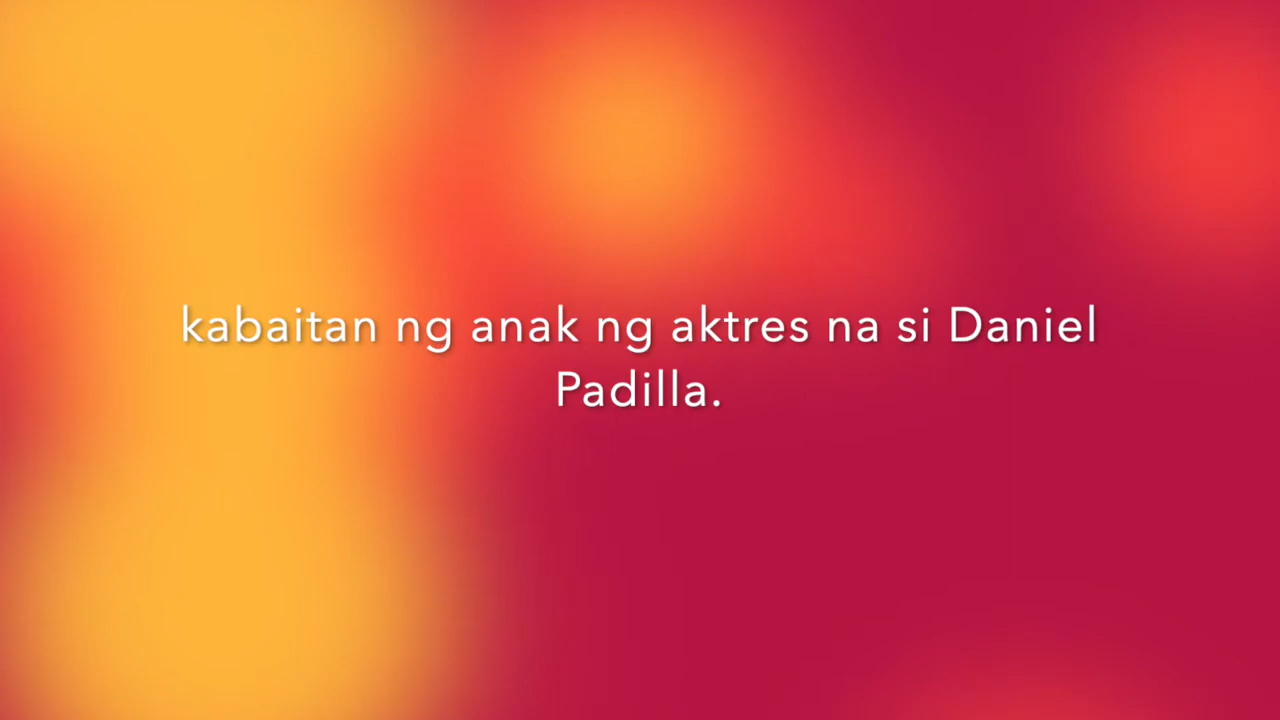 kabaitan ng anak ng aktres na si Daniel
Padilla.